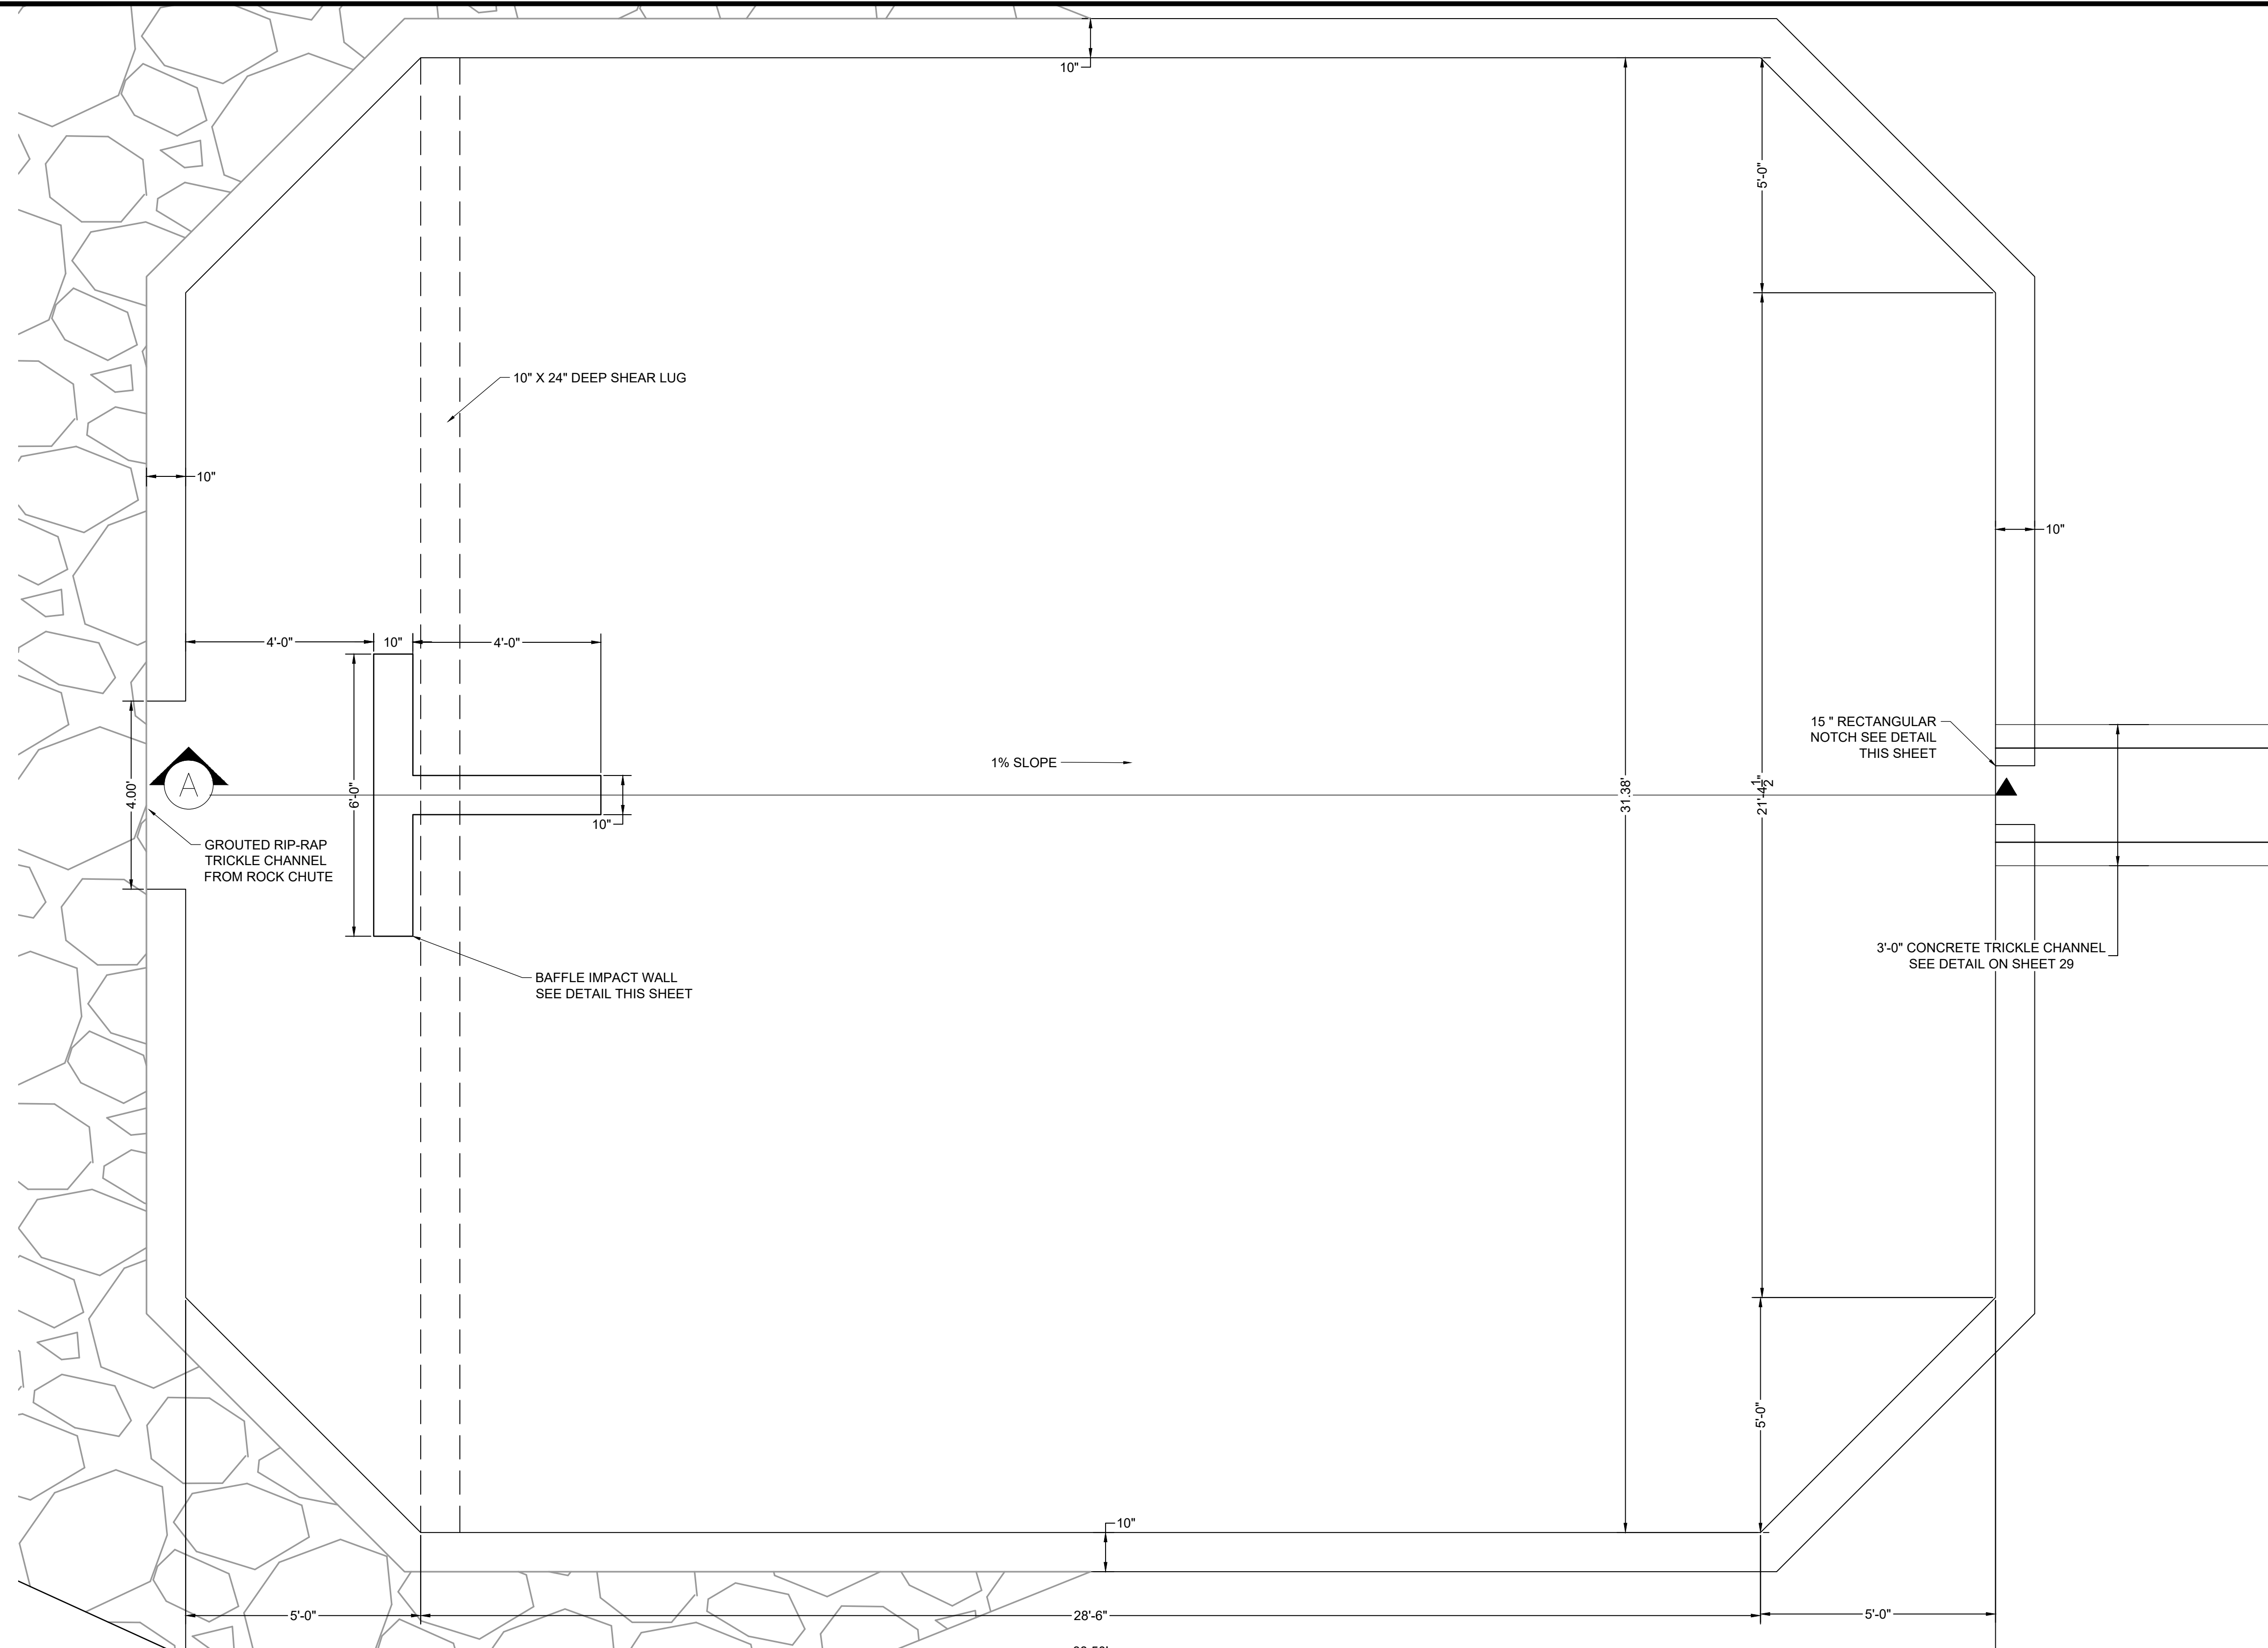 10"
5'-0"
10" X 24" DEEP SHEAR LUG
10"
10"
4'-0"
10"
4'-0"
15 " RECTANGULAR
NOTCH SEE DETAIL
THIS SHEET
1% SLOPE
4.00'
A
6'-0"
31.38'
21'-4 1/2"
10"
GROUTED RIP-RAP
TRICKLE CHANNEL
FROM ROCK CHUTE
3'-0" CONCRETE TRICKLE CHANNEL
SEE DETAIL ON SHEET 29
BAFFLE IMPACT WALL
SEE DETAIL THIS SHEET
5'-0"
10"
5'-0"
28'-6"
5'-0"